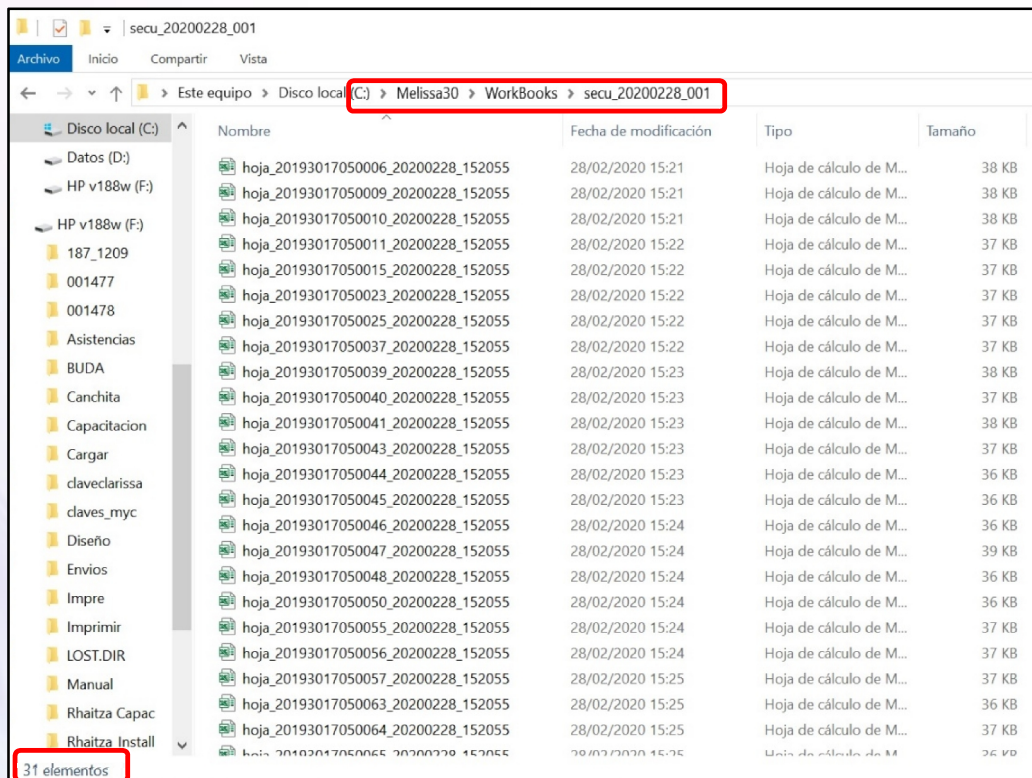 secu_20200228_001
Archivo Inicio Compartir Vista
Este equipo > Disco local (C:) > Melissa30 > WorkBooks > secu_20200228_001
Disco local (C:)
Datos (D:)
HP v188w (F:)
HP v188w (F:)
187_1209
001477
001478
Asistencias
BUDA
Canchita
Capacitacion
Cargar
claveclarissa
claves_myc
Diseño
Envios
Impre
Imprimir
LOST.DIR
Manual
Rhaitza Capac
Rhaitza Install
Nombre Fecha de modificación Tipo Tamaño
hoja_20193017050006_20200228_152055 28/02/2020 15:21 Hoja de cálculo de M... 38 KB
hoja_20193017050009_20200228_152055 28/02/2020 15:21 Hoja de cálculo de M... 38 KB
hoja_20193017050010_20200228_152055 28/02/2020 15:21 Hoja de cálculo de M... 38 KB
hoja_20193017050011_20200228_152055 28/02/2020 15:22 Hoja de cálculo de M... 37 KB
hoja_20193017050015_20200228_152055 28/02/2020 15:22 Hoja de cálculo de M... 37 KB
hoja_20193017050023_20200228_152055 28/02/2020 15:22 Hoja de cálculo de M... 37 KB
hoja_20193017050025_20200228_152055 28/02/2020 15:22 Hoja de cálculo de M... 37 KB
hoja_20193017050037_20200228_152055 28/02/2020 15:22 Hoja de cálculo de M... 37 KB
hoja_20193017050039_20200228_152055 28/02/2020 15:23 Hoja de cálculo de M... 38 KB
hoja_20193017050040_20200228_152055 28/02/2020 15:23 Hoja de cálculo de M... 37 KB
hoja_20193017050041_20200228_152055 28/02/2020 15:23 Hoja de cálculo de M... 38 KB
hoja_20193017050043_20200228_152055 28/02/2020 15:23 Hoja de cálculo de M... 37 KB
hoja_20193017050044_20200228_152055 28/02/2020 15:23 Hoja de cálculo de M... 36 KB
hoja_20193017050045_20200228_152055 28/02/2020 15:23 Hoja de cálculo de M... 36 KB
hoja_20193017050046_20200228_152055 28/02/2020 15:24 Hoja de cálculo de M... 36 KB
hoja_20193017050047_20200228_152055 28/02/2020 15:24 Hoja de cálculo de M... 39 KB
hoja_20193017050048_20200228_152055 28/02/2020 15:24 Hoja de cálculo de M... 36 KB
hoja_20193017050050_20200228_152055 28/02/2020 15:24 Hoja de cálculo de M... 36 KB
hoja_20193017050055_20200228_152055 28/02/2020 15:24 Hoja de cálculo de M... 37 KB
hoja_20193017050056_20200228_152055 28/02/2020 15:24 Hoja de cálculo de M... 37 KB
hoja_20193017050057_20200228_152055 28/02/2020 15:25 Hoja de cálculo de M... 37 KB
hoja_20193017050063_20200228_152055 28/02/2020 15:25 Hoja de cálculo de M... 36 KB
hoja_20193017050064_20200228_152055 28/02/2020 15:25 Hoja de cálculo de M... 37 KB
hoja_20193017050065_20200228_152055 28/02/2020 15:25 Hoja de cálculo de M... 36 KB
31 elementos